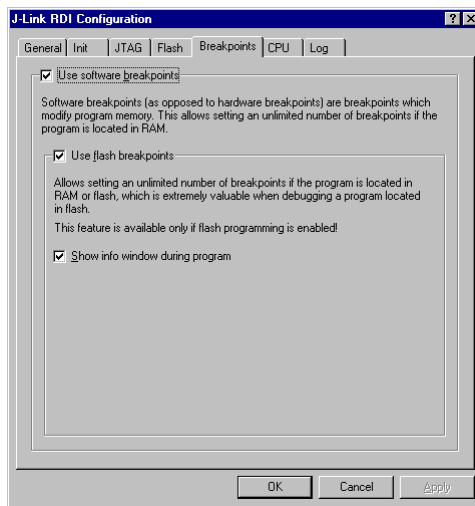 J-Link RDI Configuration
General Init JTAG Flash Breakpoints CPU Log
Use software breakpoints
Software breakpoints (as opposed to hardware breakpoints) are breakpoints which
modify program memory. This allows setting an unlimited number of breakpoints if the
program is located in RAM.
Use flash breakpoints
Allows setting an unlimited number of breakpoints if the program is located in
RAM or flash, which is extremely valuable when debugging a program located
in flash.
This feature is available only if flash programming is enabled!
Show info window during program
OK Cancel Apply